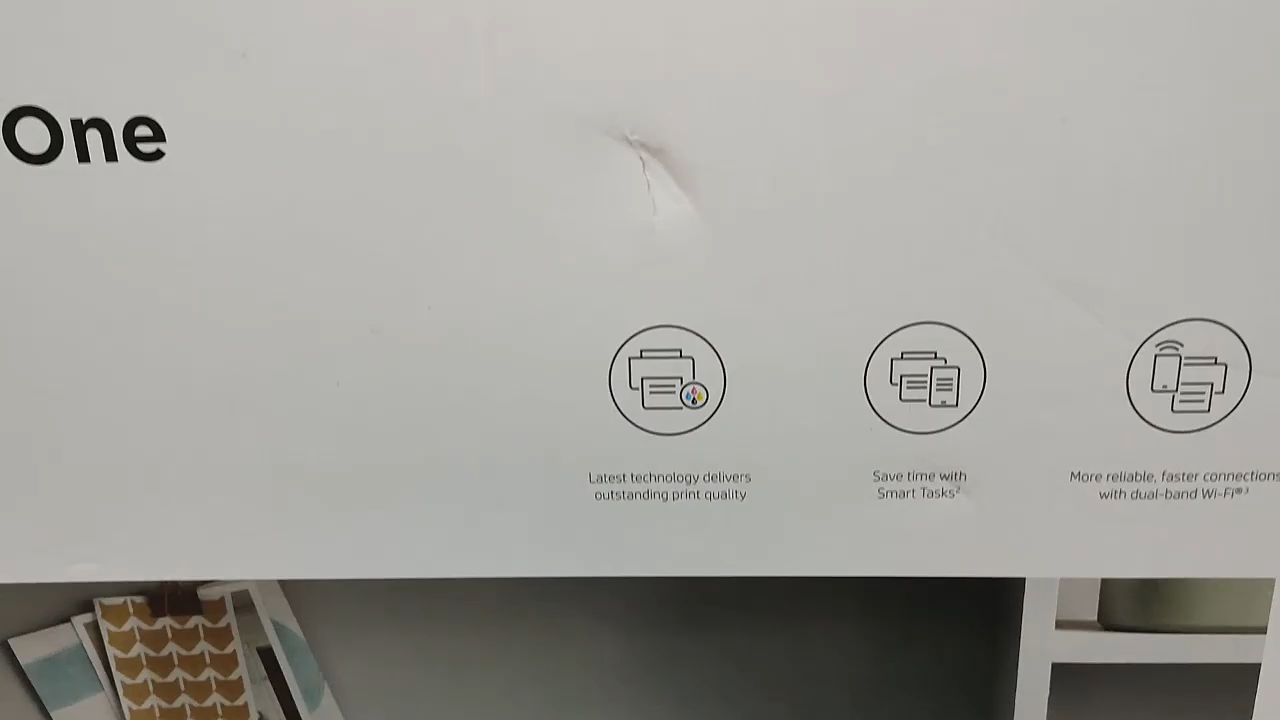 One
Latest technology delivers
outstanding print quality
Save time with
Smart Tasks²
More reliable, faster connections
with dual-band Wi-Fi®³